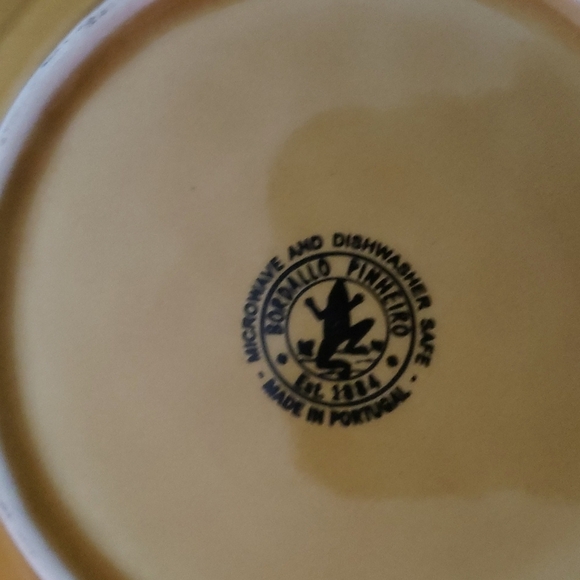 MICROWAVE AND DISHWASHER SAFE
BORDALLO PINHEIRO
Est. 1884
- MADE IN PORTUGAL -